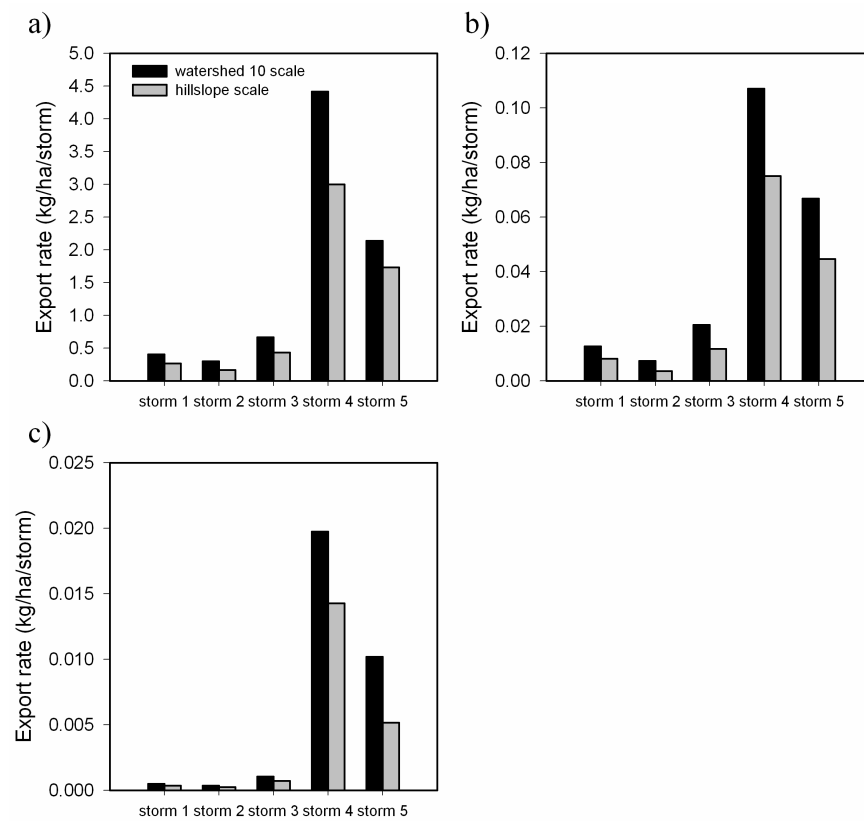 a)
5.0
4.5
4.0
3.5
3.0
2.5
2.0
1.5
1.0
0.5
0.0
Export rate (kg/ha/storm)
watershed 10 scale
hillslope scale
storm 1 storm 2 storm 3 storm 4 storm 5
b)
0.12
0.10
0.08
0.06
0.04
0.02
0.00
Export rate (kg/ha/storm)
storm 1 storm 2 storm 3 storm 4 storm 5
c)
0.025
0.020
0.015
0.010
0.005
0.000
Export rate (kg/ha/storm)
storm 1 storm 2 storm 3 storm 4 storm 5